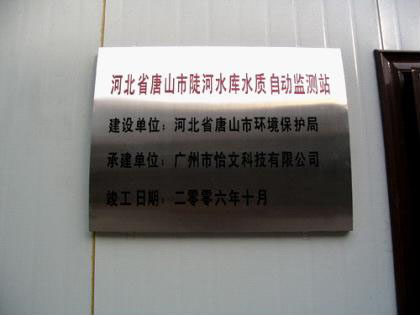 河北省唐山市陡河水库水质自动监测站
建设单位：河北省唐山市环境保护局
承建单位：广州市怡文科技有限公司
竣工日期：二零零六年十月